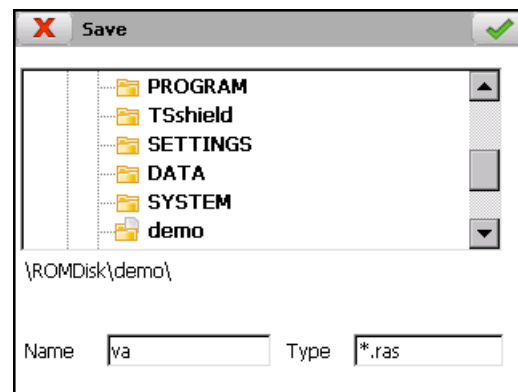 Save
PROGRAM
TSshield
SETTINGS
DATA
SYSTEM
demo
\ROMDisk\demo\
Name va Type *.ras